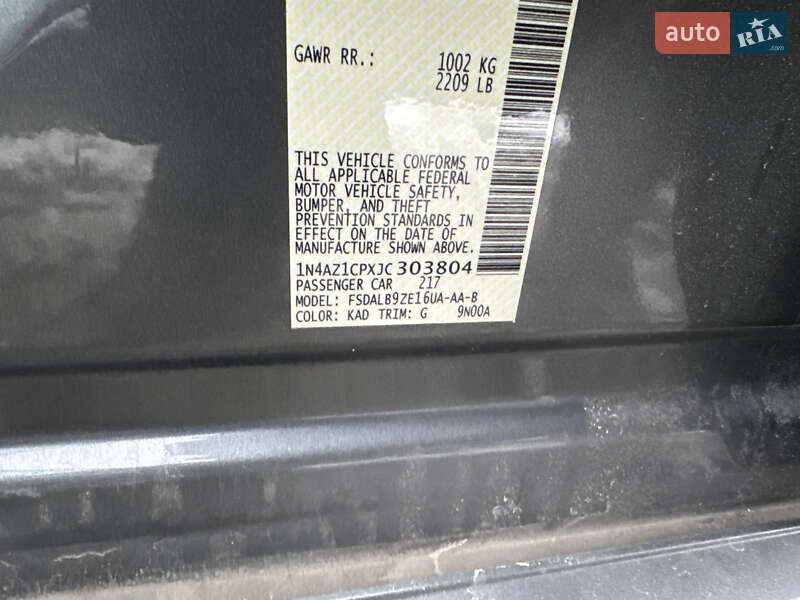 auto RIA
GAWR RR.: 1002 KG
2209 LB
THIS VEHICLE CONFORMS TO
ALL APPLICABLE FEDERAL
MOTOR VEHICLE SAFETY,
BUMPER, AND THEFT
PREVENTION STANDARDS IN
EFFECT ON THE DATE OF
MANUFACTURE SHOWN ABOVE.
1N4AZ1CPXJC303804
PASSENGER CAR 217
MODEL: FSDALB9ZE16UA-AA-B
COLOR: KAD TRIM: G 9N00A